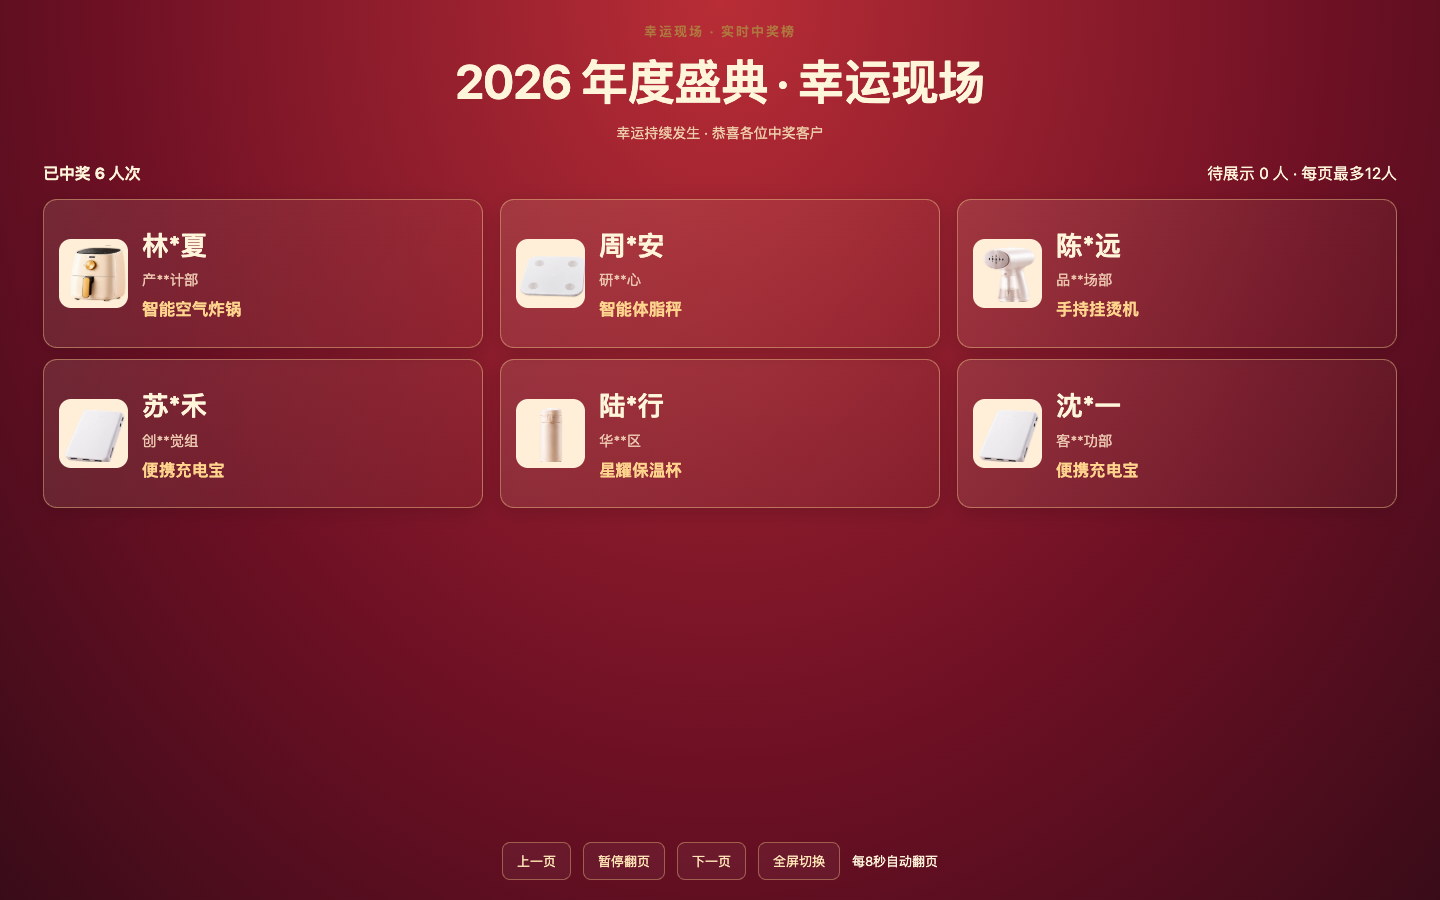 幸运现场 · 实时中奖榜
2026 年度盛典 · 幸运现场
幸运持续发生 · 恭喜各位中奖客户
已中奖 6 人次
待展示 0 人 · 每页最多12人
林*夏
产**计部
智能空气炸锅
周*安
研**心
智能体脂秤
陈*远
品**场部
手持挂烫机
苏*禾
创**觉组
便携充电宝
陆*行
华**区
星耀保温杯
沈*一
客**功部
便携充电宝
上一页
暂停翻页
下一页
全屏切换
每8秒自动翻页